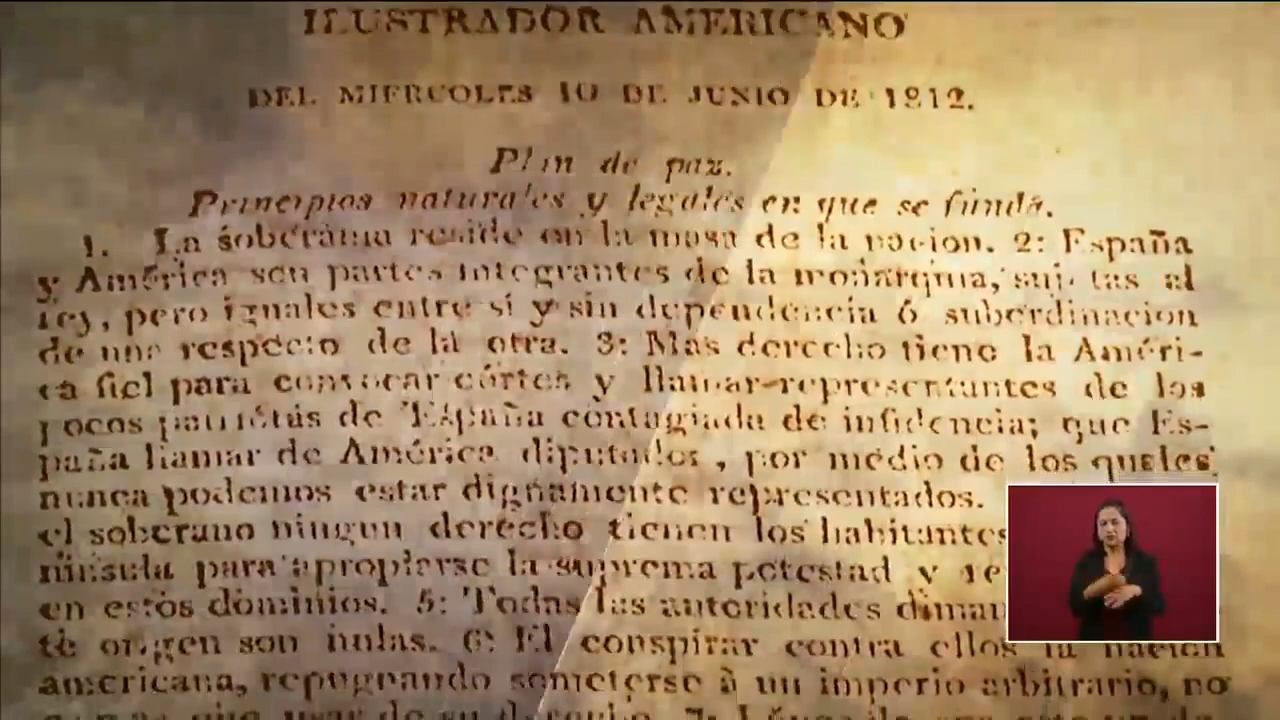 ILUSTRADOR AMERICANO
DEL MIERCOLES 10 DE JUNIO DE 1812.
Plan de paz.
Principios naturales y legales en que se funda.
1. La soberania reside en la masa de la nacion. 2: España
y América son partes integrantes de la monarquia, sujetas al
rey, pero iguales entre sí y sin dependencia ó subordinacion
de una respecto de la otra. 3: Mas derecho tiene la Améri-
ca fiel para convocar córtes y llamar representantes de los
pocos patriótas de España contagiada de infidencia; que Es-
paña llamar de América diputados, por medio de los quales
nunca podemos estar dignamente representados.
el soberano ningun derecho tienen los habitantes
ninsula para apropiarse la suprema potestad y re
en estos dominios. 5: Todas las autoridades diman
te origen son nulas. 6: El conspirar contra ellos la nacion
americana, repugnando someterse à un imperio arbitrario, no